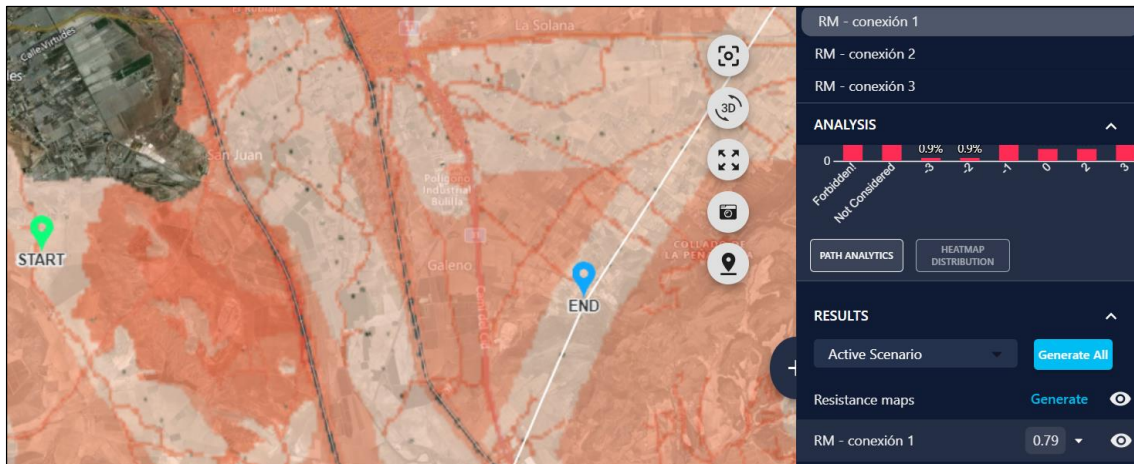 La Solana
Calle Virtudes
San Juan
Polígono
Industrial
Bulilla
START
Galeno
COLLADO DE
END
3D
RM - conexión 1
RM - conexión 2
RM - conexión 3
ANALYSIS
0.9% 0.9%
0
Forbidden! Not Considered -3 -2 -1 0 2 3
PATH ANALYTICS
HEATMAP
DISTRIBUTION
RESULTS
Active Scenario Generate All
Resistance maps Generate
RM - conexión 1 0.79